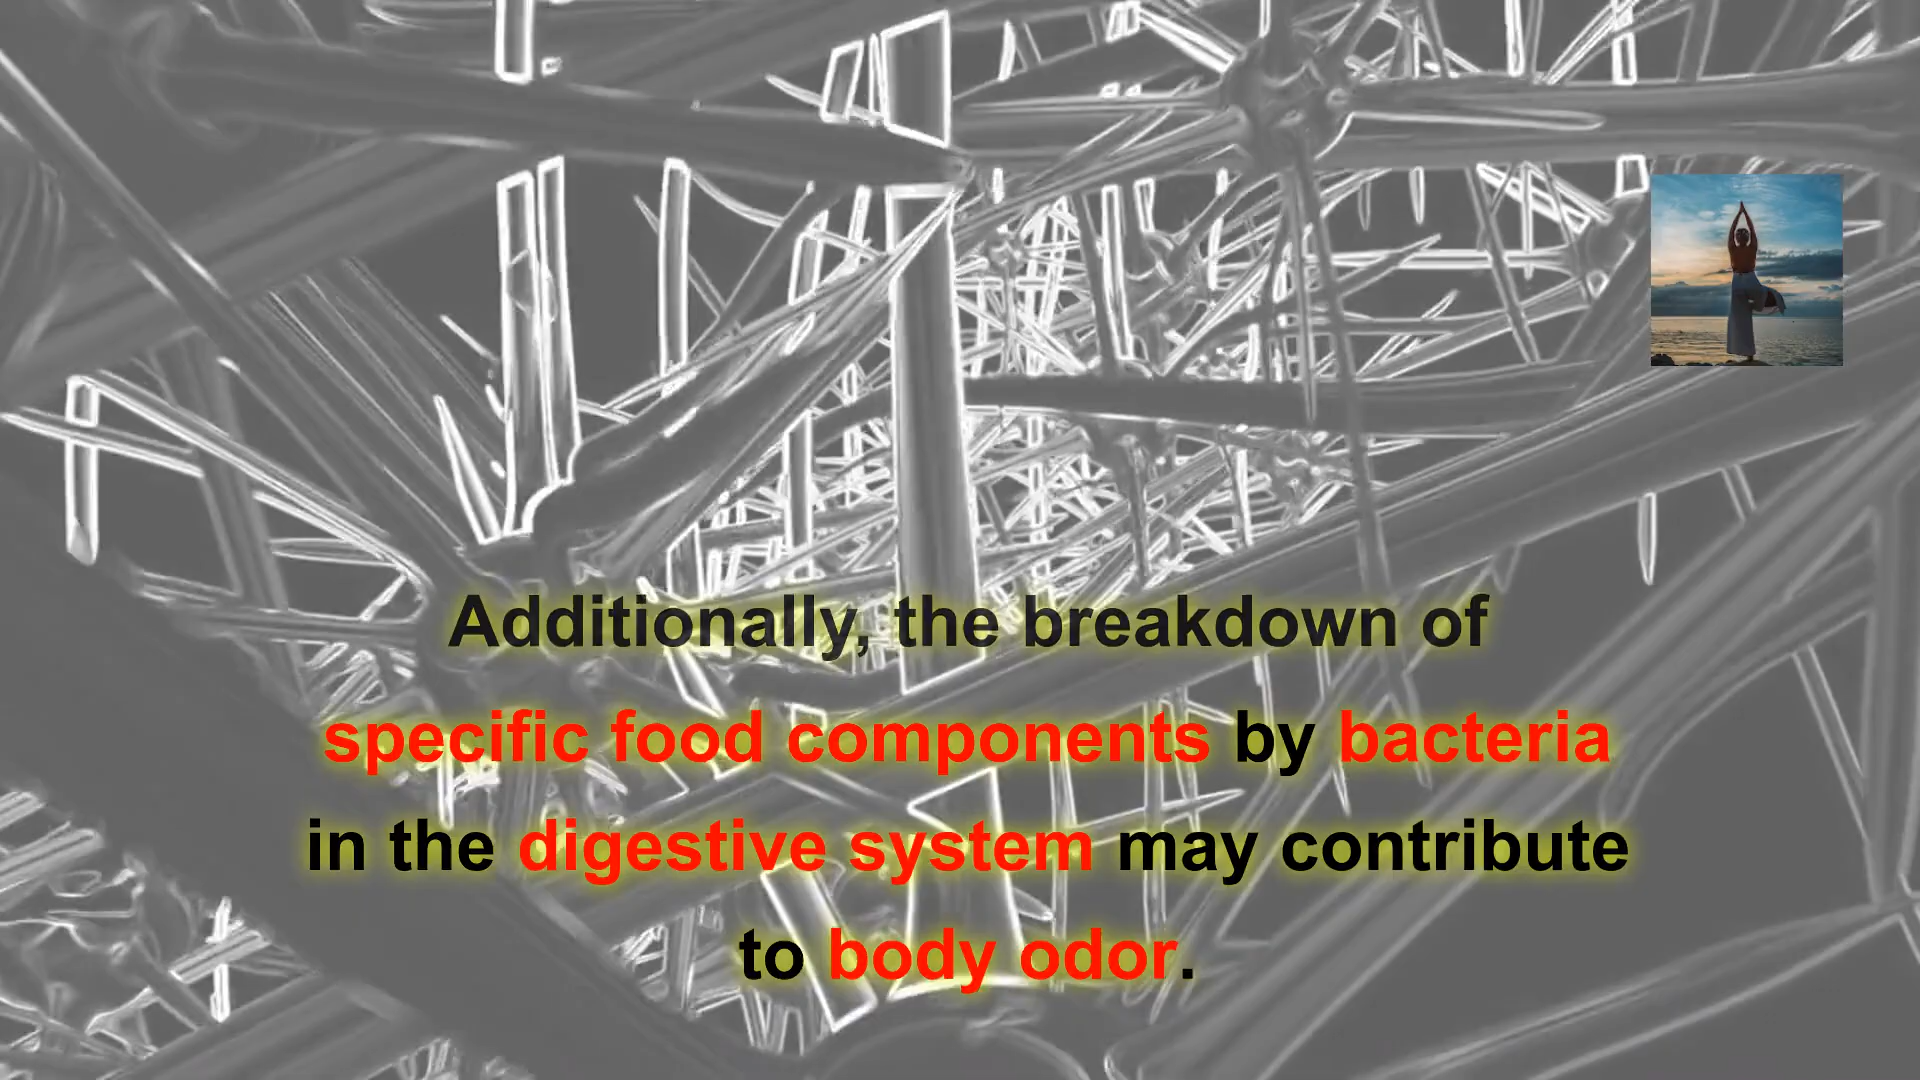 Additionally, the breakdown of
specific food components by bacteria
in the digestive system may contribute
to body odor.